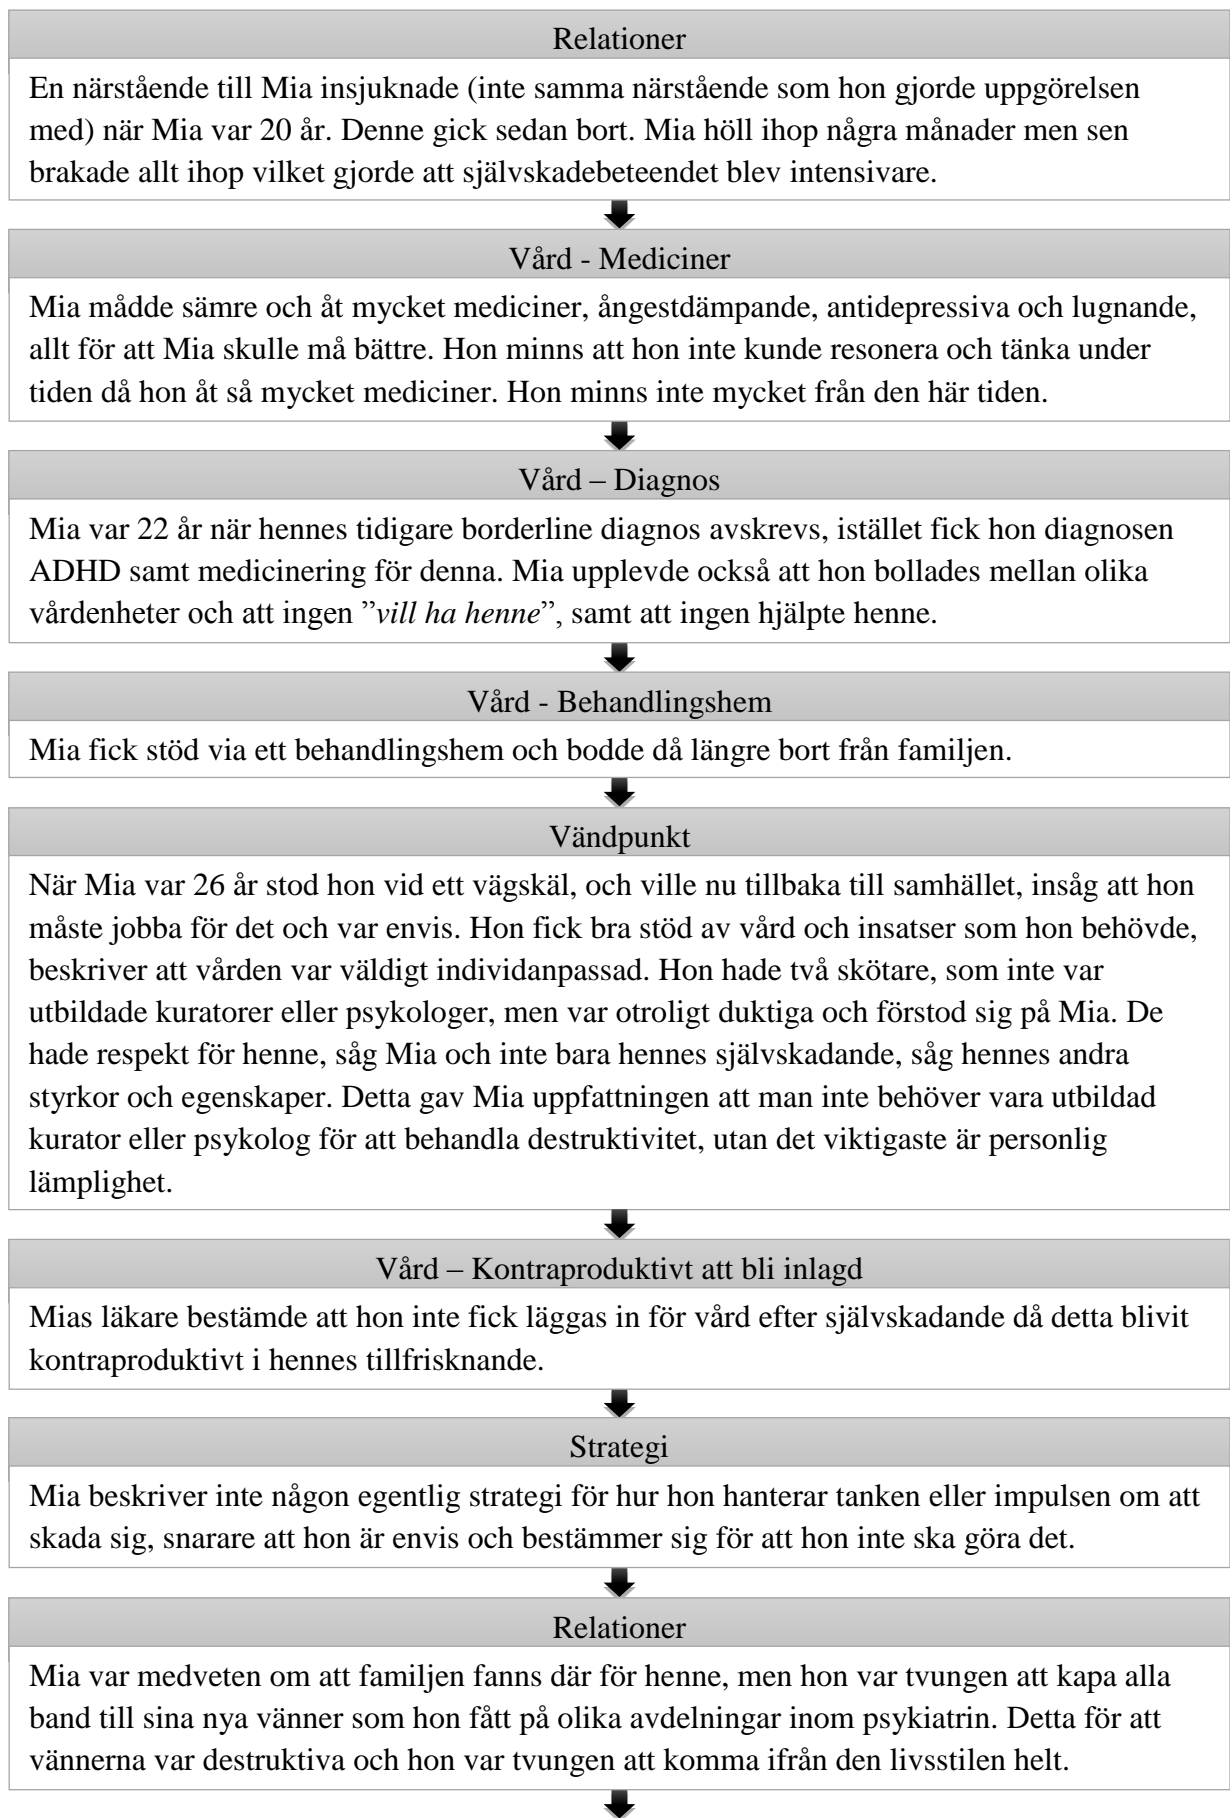 Relationer
En närstående till Mia insjuknade (inte samma närstående som hon gjorde uppgörelsen
med) när Mia var 20 år. Denne gick sedan bort. Mia höll ihop några månader men sen
brakade allt ihop vilket gjorde att självskadebeteendet blev intensivare.
Vård - Mediciner
Mia mådde sämre och åt mycket mediciner, ångestdämpande, antidepressiva och lugnande,
allt för att Mia skulle må bättre. Hon minns att hon inte kunde resonera och tänka under
tiden då hon åt så mycket mediciner. Hon minns inte mycket från den här tiden.
Vård – Diagnos
Mia var 22 år när hennes tidigare borderline diagnos avskrevs, istället fick hon diagnosen
ADHD samt medicinering för denna. Mia upplevde också att hon bollades mellan olika
vårdenheter och att ingen ”vill ha henne”, samt att ingen hjälpte henne.
Vård - Behandlingshem
Mia fick stöd via ett behandlingshem och bodde då längre bort från familjen.
Vändpunkt
När Mia var 26 år stod hon vid ett vägskäl, och ville nu tillbaka till samhället, insåg att hon
måste jobba för det och var envis. Hon fick bra stöd av vård och insatser som hon behövde,
beskriver att vården var väldigt individanpassad. Hon hade två skötare, som inte var
utbildade kuratorer eller psykologer, men var otroligt duktiga och förstod sig på Mia. De
hade respekt för henne, såg Mia och inte bara hennes självskadande, såg hennes andra
styrkor och egenskaper. Detta gav Mia uppfattningen att man inte behöver vara utbildad
kurator eller psykolog för att behandla destruktivitet, utan det viktigaste är personlig
lämplighet.
Vård – Kontraproduktivt att bli inlagd
Mias läkare bestämde att hon inte fick läggas in för vård efter självskadande då detta blivit
kontraproduktivt i hennes tillfrisknande.
Strategi
Mia beskriver inte någon egentlig strategi för hur hon hanterar tanken eller impulsen om att
skada sig, snarare att hon är envis och bestämmer sig för att hon inte ska göra det.
Relationer
Mia var medveten om att familjen fanns där för henne, men hon var tvungen att kapa alla
band till sina nya vänner som hon fått på olika avdelningar inom psykiatrin. Detta för att
vännerna var destruktiva och hon var tvungen att komma ifrån den livsstilen helt.